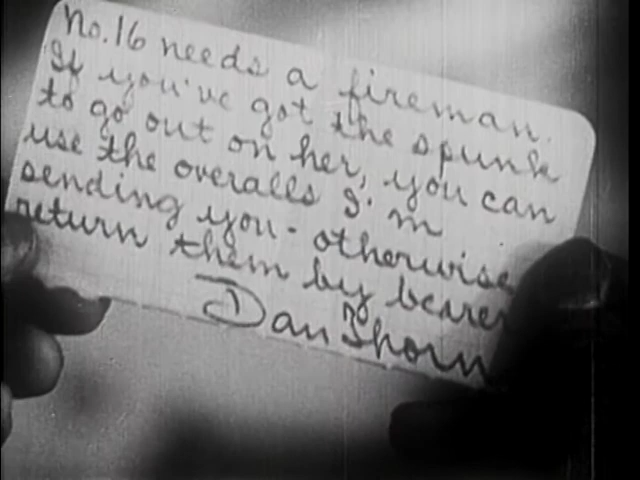 No. 16 needs a fireman.
If you've got the spunk
to go out on her, you can
use the overalls I'm
sending you - otherwise
return them by bearer
Dan Thorn